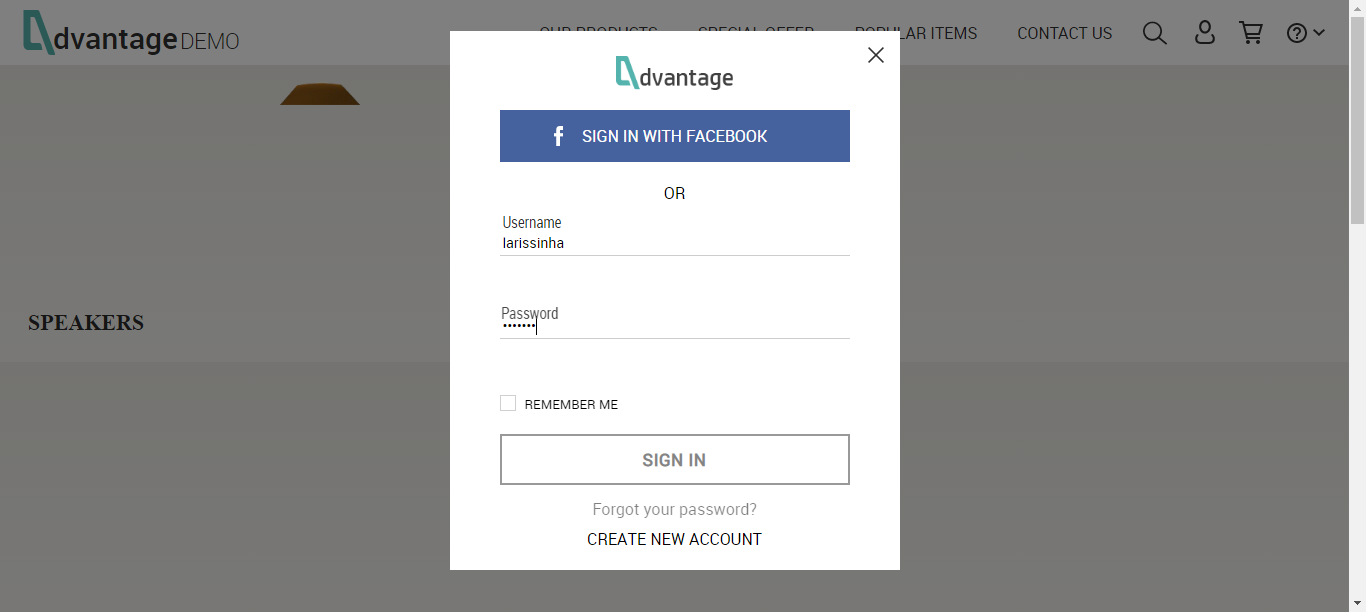 dvantage DEMO
OUR PRODUCTS SPECIAL OFFER POPULAR ITEMS CONTACT US
dvantage
SIGN IN WITH FACEBOOK
OR
Username
larissinha
SPEAKERS
Password
•••••••
REMEMBER ME
SIGN IN
Forgot your password?
CREATE NEW ACCOUNT